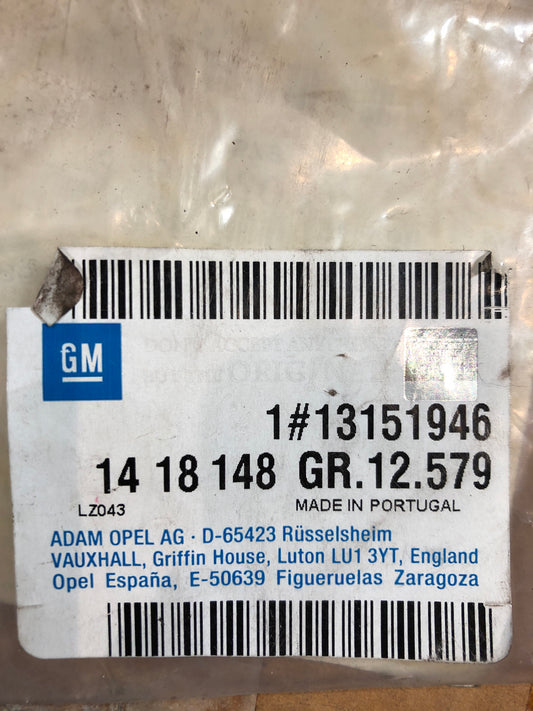 GM
1#13151946
14 18 148 GR.12.579
LZ043 MADE IN PORTUGAL
ADAM OPEL AG · D-65423 Rüsselsheim
VAUXHALL, Griffin House, Luton LU1 3YT, England
Opel España, E-50639 Figueruelas Zaragoza